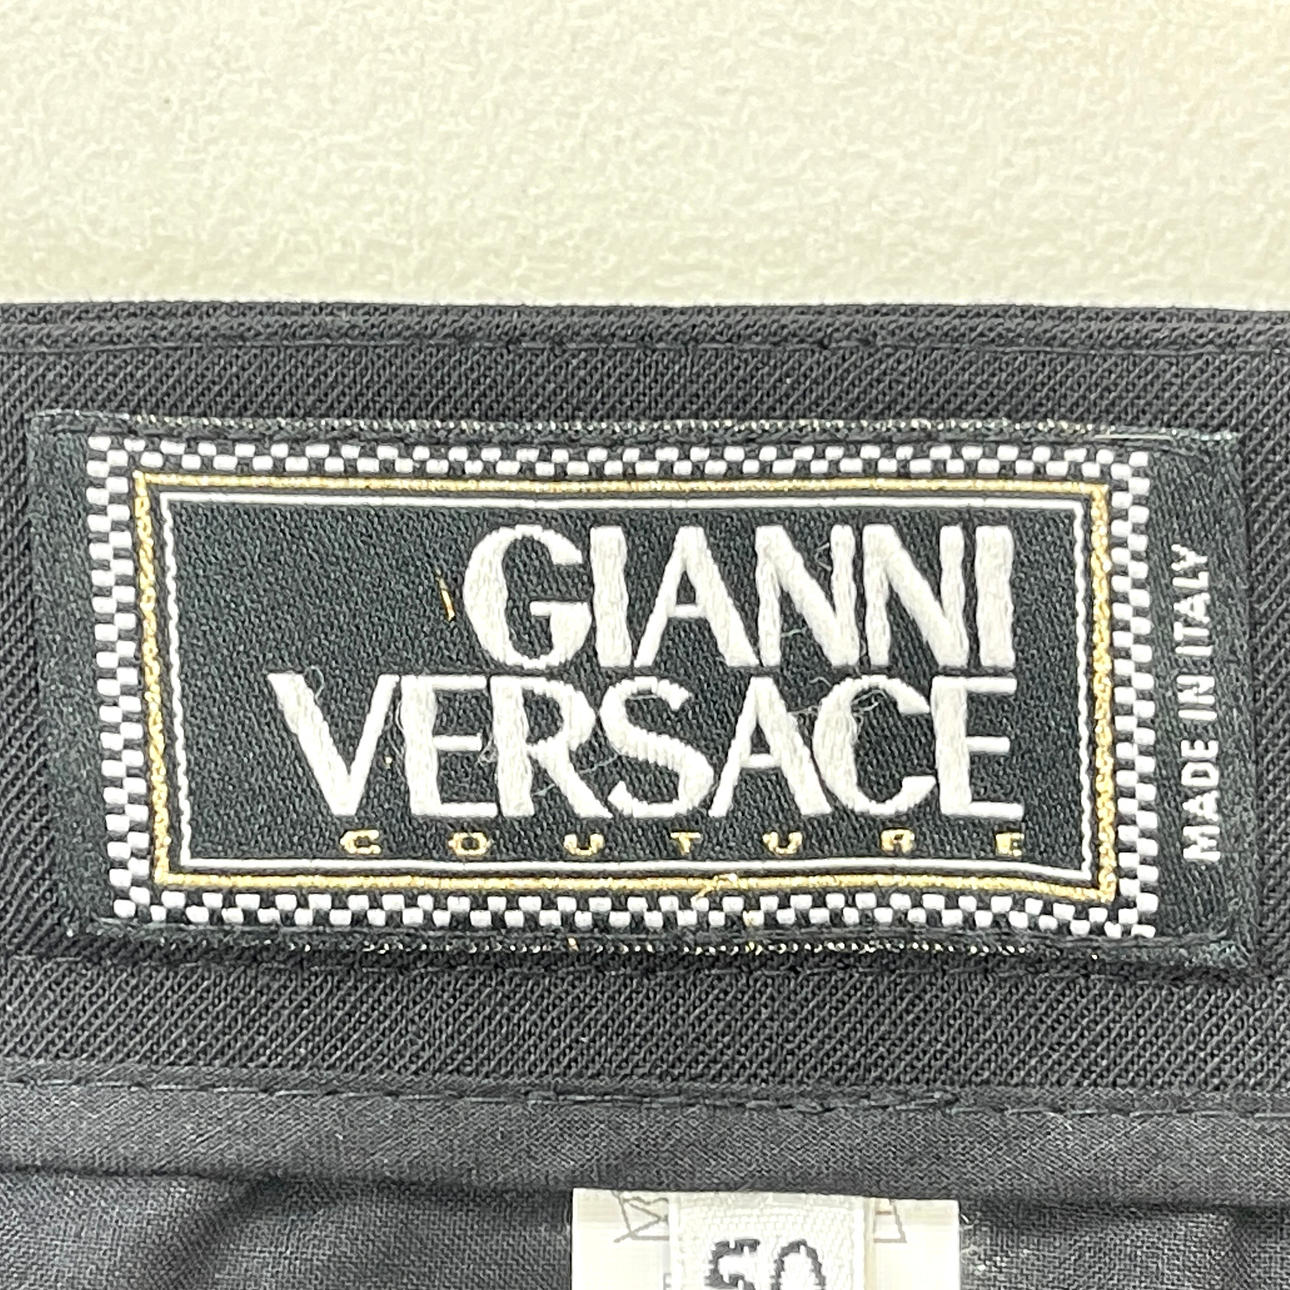 GIANNI
VERSACE
COUTURE
MADE IN ITALY
50